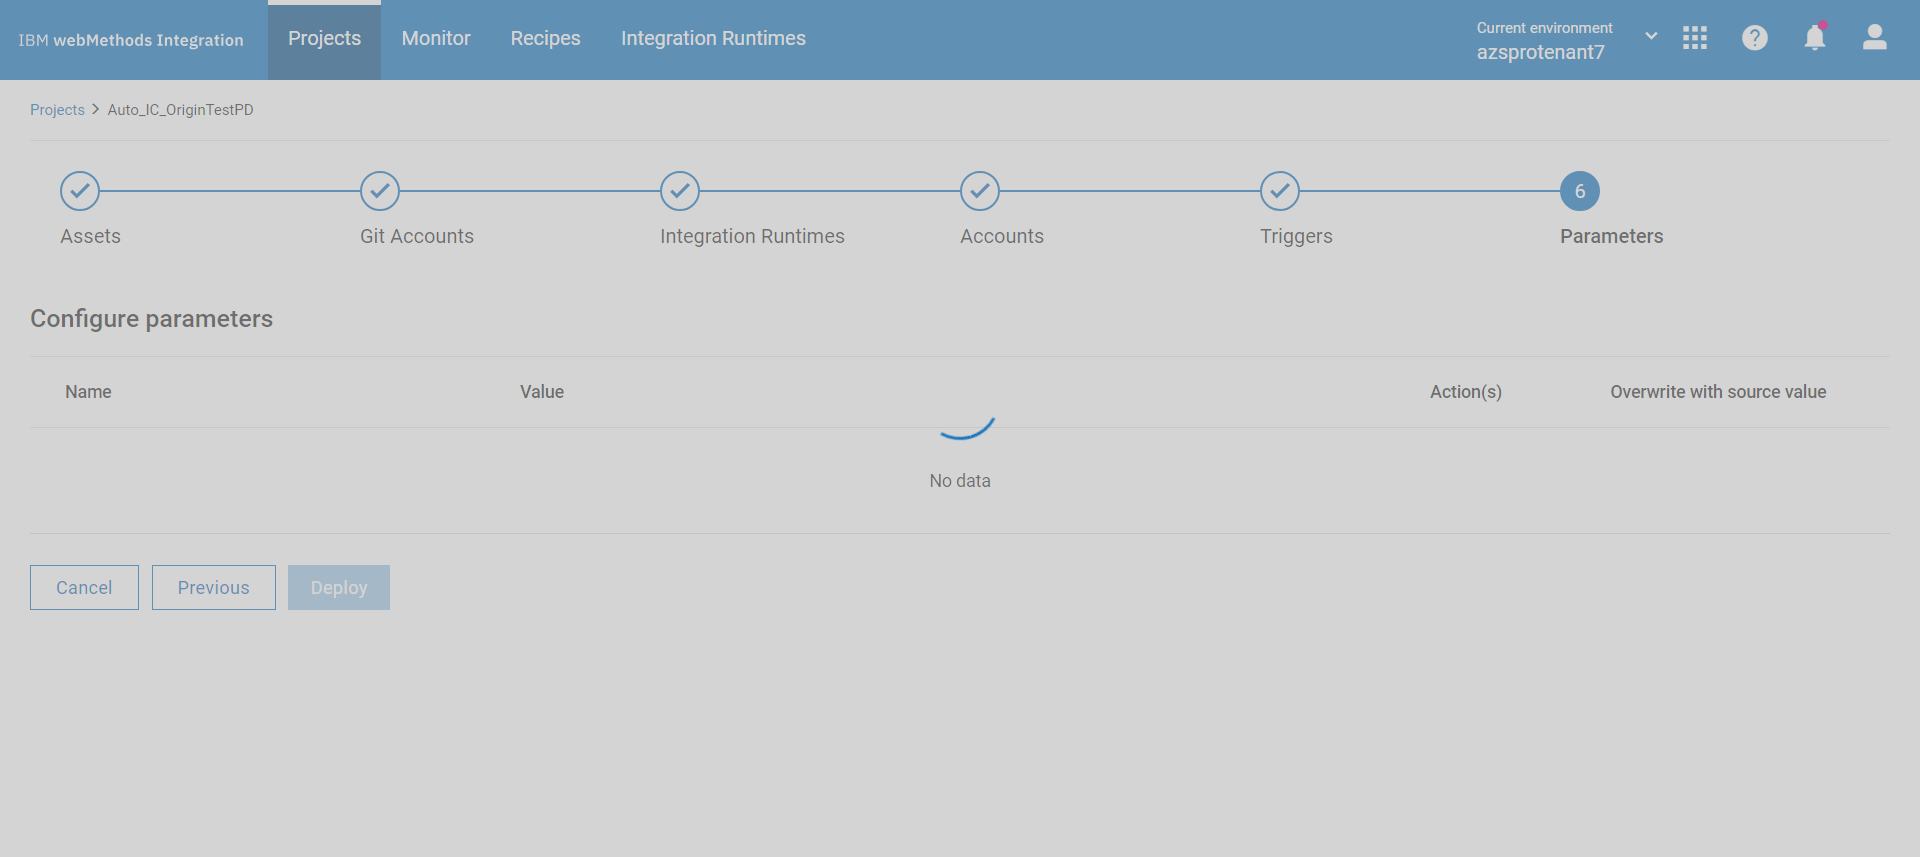 IBM webMethods Integration
Projects
Monitor
Recipes
Integration Runtimes
Current environment
azsprotenant7
Projects > Auto_IC_OriginTestPD
6
Assets
Git Accounts
Integration Runtimes
Accounts
Triggers
Parameters
Configure parameters
Name
Value
Action(s)
Overwrite with source value
No data
Cancel
Previous
Deploy